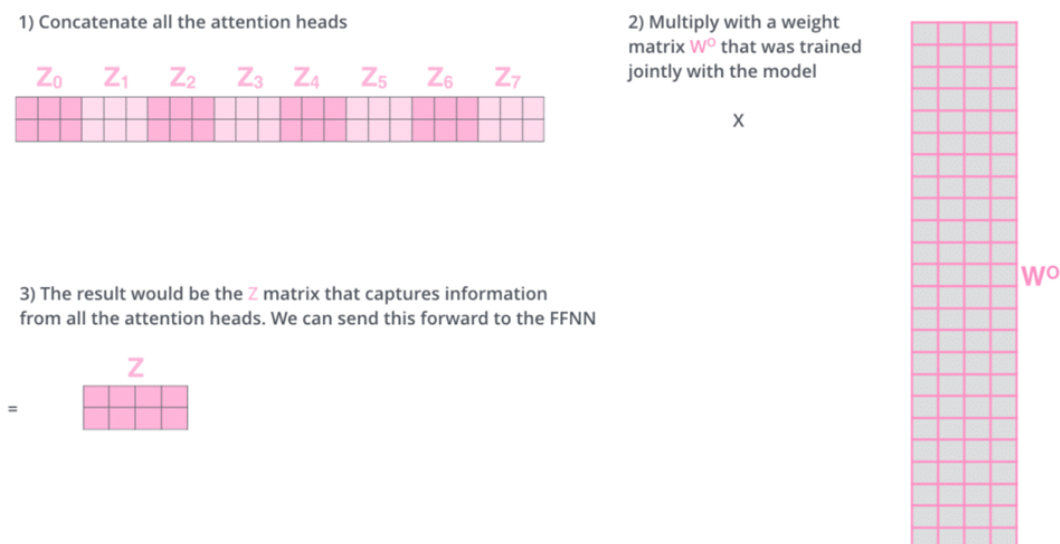 1) Concatenate all the attention heads
Z0 Z1 Z2 Z3 Z4 Z5 Z6 Z7
2) Multiply with a weight
matrix WO that was trained
jointly with the model
X
WO
3) The result would be the Z matrix that captures information
from all the attention heads. We can send this forward to the FFNN
Z
=